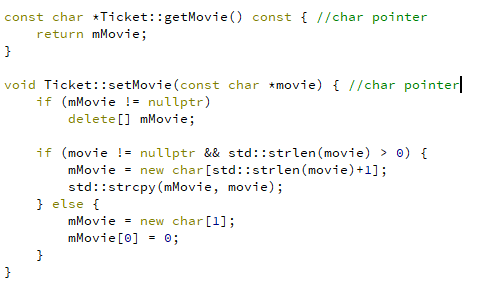 const char *Ticket::getMovie() const { //char pointer
    return mMovie;
}

void Ticket::setMovie(const char *movie) { //char pointer
    if (mMovie != nullptr)
        delete[] mMovie;

    if (movie != nullptr && std::strlen(movie) > 0) {
        mMovie = new char[std::strlen(movie)+1];
        std::strcpy(mMovie, movie);
    } else {
        mMovie = new char[1];
        mMovie[0] = 0;
    }
}